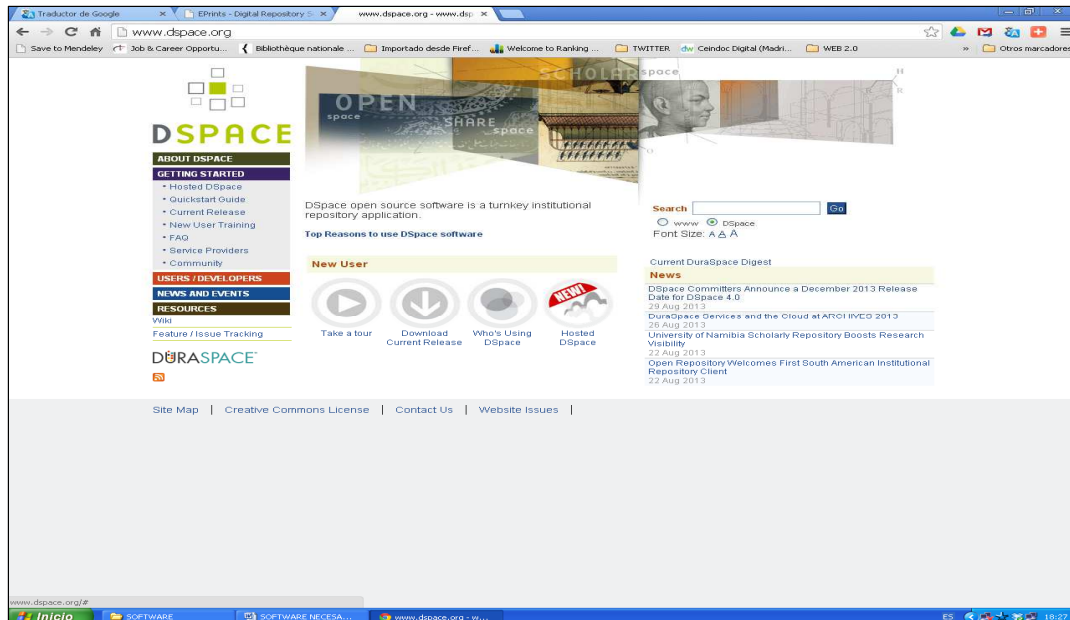 Traductor de Google
EPrints - Digital Repository S
www.dspace.org - www.dsp
www.dspace.org
Save to Mendeley
Job & Career Opportu...
Bibliothèque nationale ...
Importado desde Firef...
Welcome to Ranking ...
TWITTER
Ceindoc Digital (Madri...
WEB 2.0
»
Otros marcadores
DSPACE
OPEN
space
SHARE
space
SCHOLAR
space
ABOUT DSPACE
GETTING STARTED
• Hosted DSpace
• Quickstart Guide
• Current Release
• New User Training
• FAQ
• Service Providers
• Community
USERS / DEVELOPERS
NEWS AND EVENTS
RESOURCES
Wiki
Feature / Issue Tracking
DURASPACE
DSpace open source software is a turnkey institutional
repository application.
Top Reasons to use DSpace software
New User
NEW!
Take a tour
Download
Current Release
Who's Using
DSpace
Hosted
DSpace
Search
Go
www DSpace
Font Size: A A A
Current DuraSpace Digest
News
DSpace Committers Announce a December 2013 Release
Date for DSpace 4.0
29 Aug 2013
DuraSpace Services and the Cloud at ARCHIVES 2013
26 Aug 2013
University of Namibia Scholarly Repository Boosts Research
Visibility
22 Aug 2013
Open Repository Welcomes First South American Institutional
Repository Client
22 Aug 2013
Site Map | Creative Commons License | Contact Us | Website Issues |
www.dspace.org/#
Inicio
SOFTWARE
SOFTWARE NECESA...
www.dspace.org - w...
ES
18:27